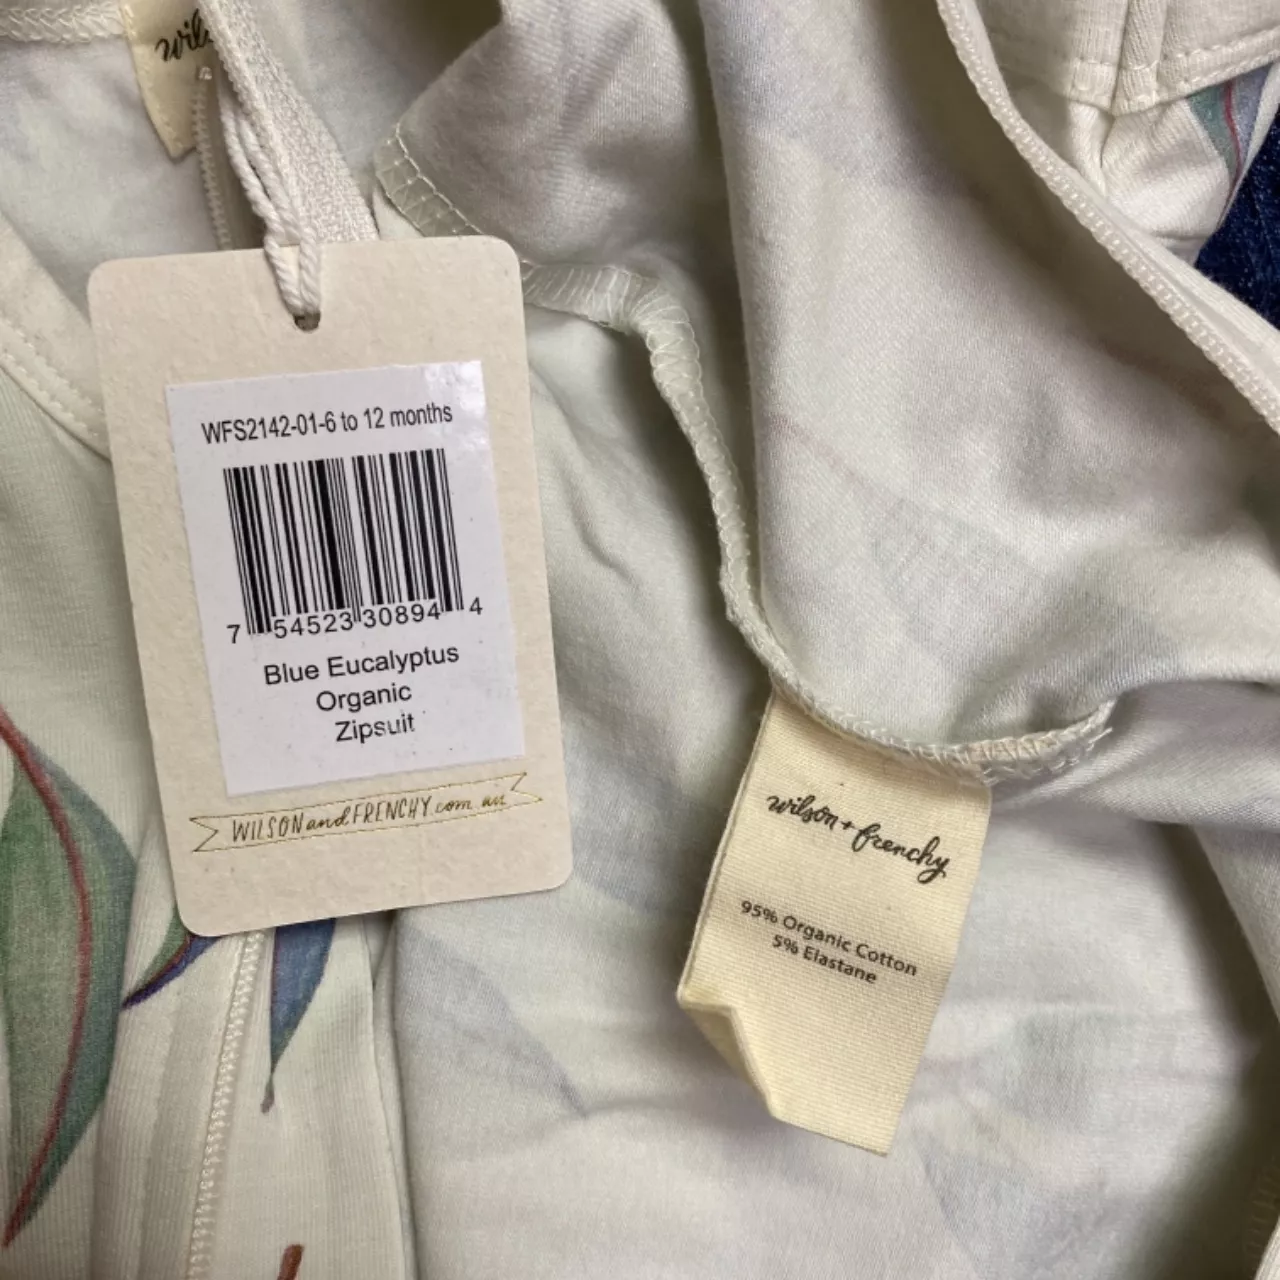 WFS2142-01-6 to 12 months
7 54523 30894 4
Blue Eucalyptus
Organic
Zipsuit
WILSONandFRENCHY.com.au
wilson + frenchy
95% Organic Cotton
5% Elastane